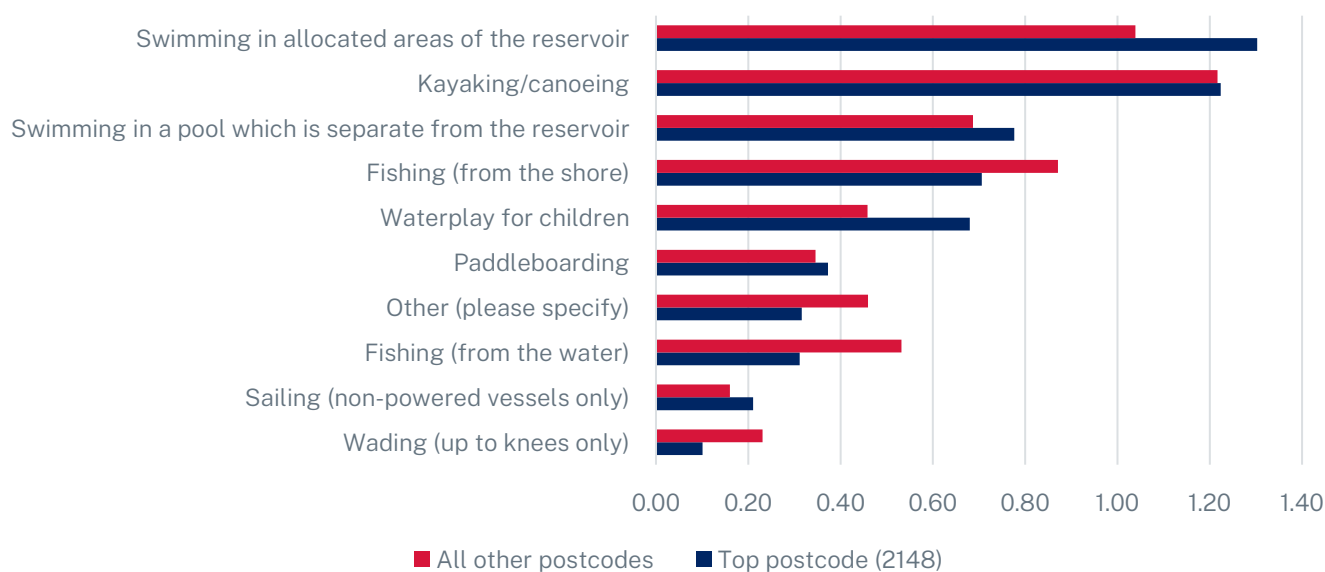 Swimming in allocated areas of the reservoir
Kayaking/canoeing
Swimming in a pool which is separate from the reservoir
Fishing (from the shore)
Waterplay for children
Paddleboarding
Other (please specify)
Fishing (from the water)
Sailing (non-powered vessels only)
Wading (up to knees only)
0.00 0.20 0.40 0.60 0.80 1.00 1.20 1.40
All other postcodes Top postcode (2148)